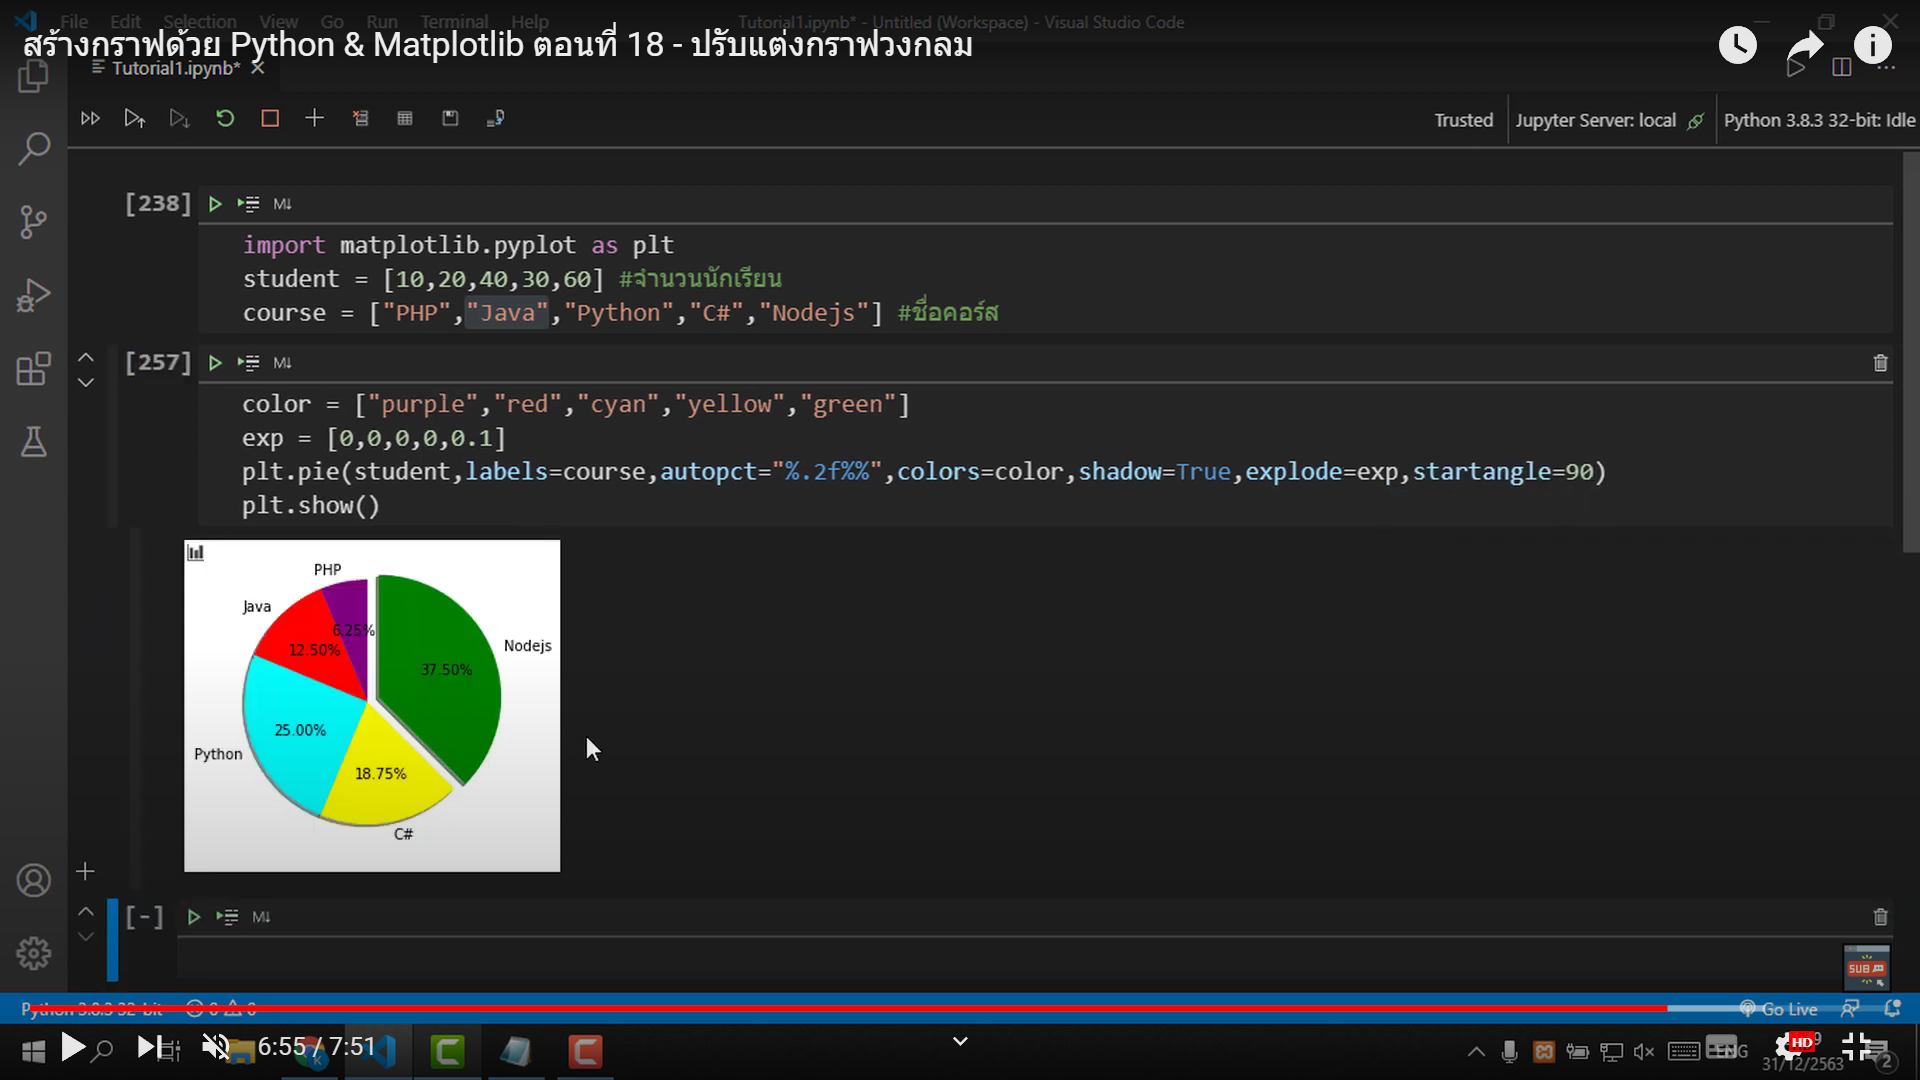 File Edit Selection View Go Run Terminal Help Tutorial1.ipynb* - Untitled (Workspace) - Visual Studio Code
สร้างกราฟด้วย Python & Matplotlib ตอนที่ 18 - ปรับแต่งกราฟวงกลม
Tutorial1.ipynb*
Trusted Jupyter Server: local Python 3.8.3 32-bit: Idle
[238] M↓
import matplotlib.pyplot as plt
student = [10,20,40,30,60] #จำนวนนักเรียน
course = ["PHP","Java","Python","C#","Nodejs"] #ชื่อคอร์ส
[257] M↓
color = ["purple","red","cyan","yellow","green"]
exp = [0,0,0,0,0.1]
plt.pie(student,labels=course,autopct="%.2f%%",colors=color,shadow=True,explode=exp,startangle=90)
plt.show()
PHP
Java
6.25%
12.50%
Nodejs
37.50%
25.00%
Python
18.75%
C#
[-] M↓
SUB
Python 3.8.3 32-bit 0 0 Go Live
6:55 / 7:51 ENG HD
31/12/2563 2